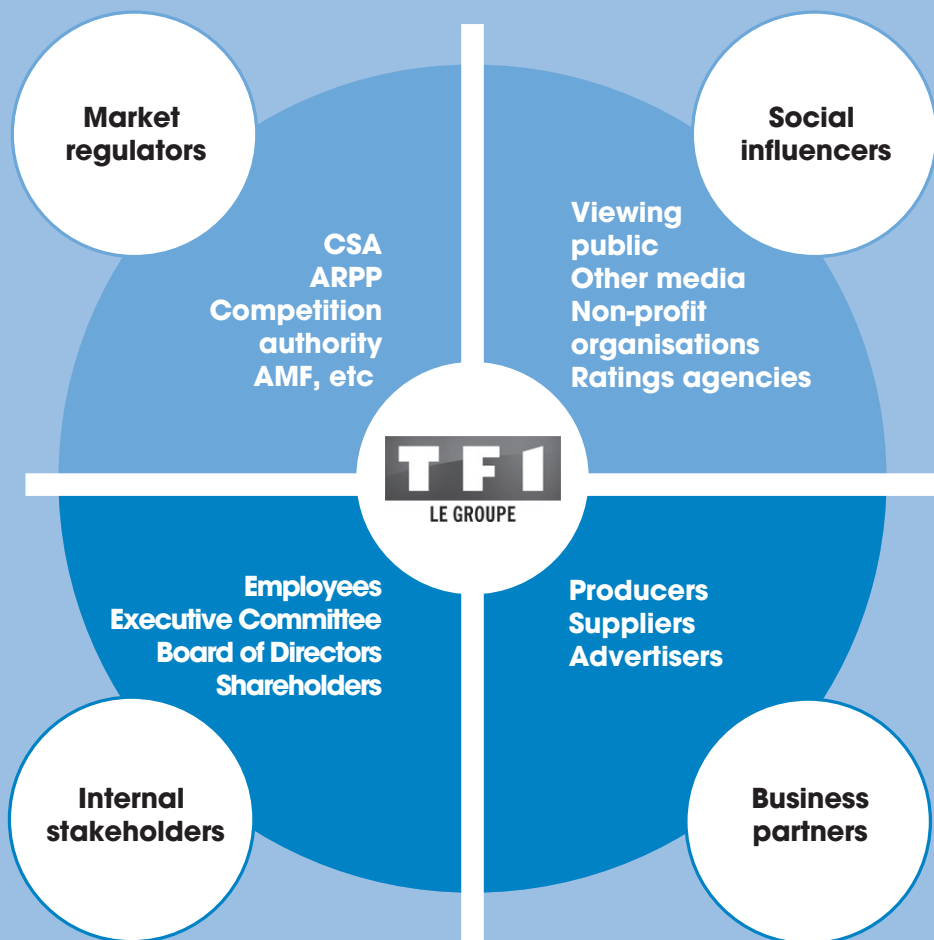 Market
regulators
Social
influencers
CSA
ARPP
Competition
authority
AMF, etc
Viewing
public
Other media
Non-profit
organisations
Ratings agencies
TF1
LE GROUPE
Employees
Executive Committee
Board of Directors
Shareholders
Producers
Suppliers
Advertisers
Internal
stakeholders
Business
partners